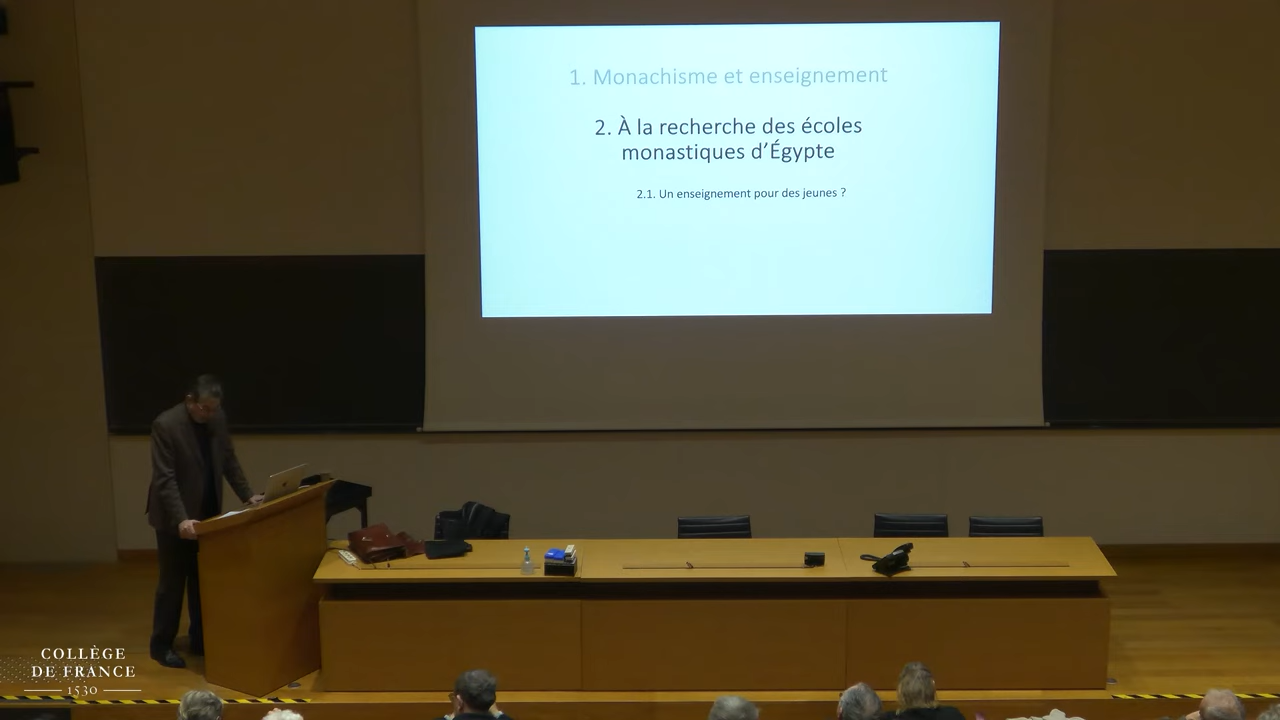 1. Monachisme et enseignement
2. À la recherche des écoles
monastiques d’Égypte
2.1. Un enseignement pour des jeunes ?
COLLÈGE
DE FRANCE
1530